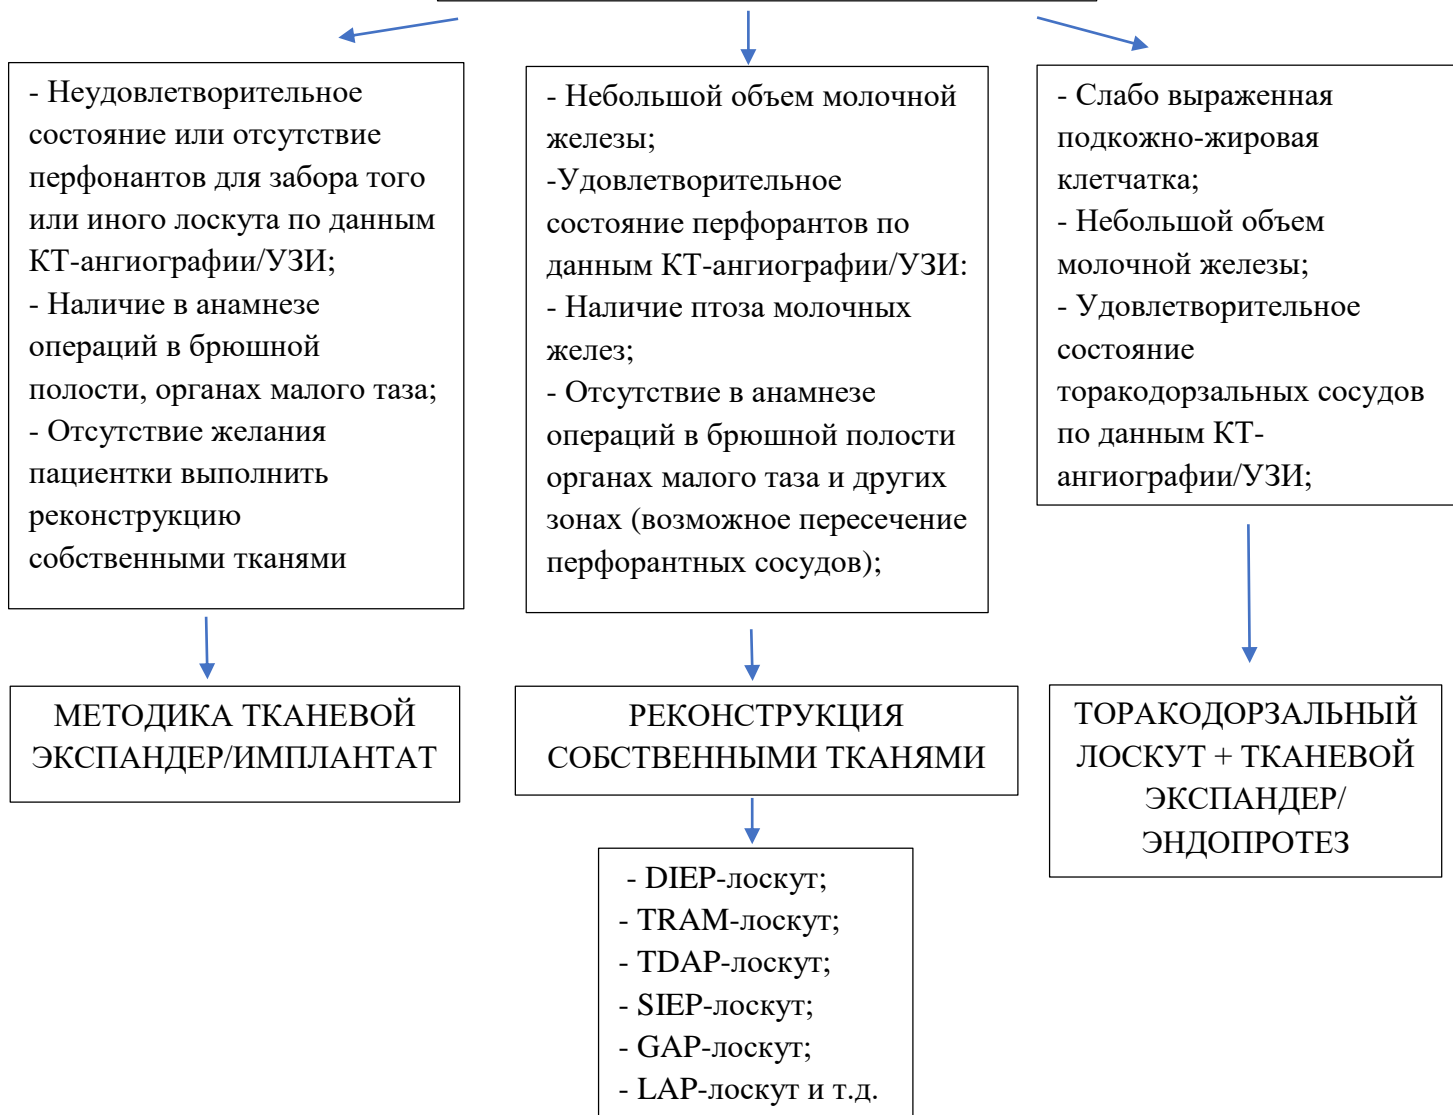 - Неудовлетворительное
состояние или отсутствие
перфонантов для забора того
или иного лоскута по данным
КТ-ангиографии/УЗИ;
- Наличие в анамнезе
операций в брюшной
полости, органах малого таза;
- Отсутствие желания
пациентки выполнить
реконструкцию
собственными тканями
- Небольшой объем молочной
железы;
-Удовлетворительное
состояние перфорантов по
данным КТ-ангиографии/УЗИ:
- Наличие птоза молочных
желез;
- Отсутствие в анамнезе
операций в брюшной полости
органах малого таза и других
зонах (возможное пересечение
перфорантных сосудов);
- Слабо выраженная
подкожно-жировая
клетчатка;
- Небольшой объем
молочной железы;
- Удовлетворительное
состояние
торакодорзальных сосудов
по данным КТ-
ангиографии/УЗИ;
МЕТОДИКА ТКАНЕВОЙ
ЭКСПАНДЕР/ИМПЛАНТАТ
РЕКОНСТРУКЦИЯ
СОБСТВЕННЫМИ ТКАНЯМИ
ТОРАКОДОРЗАЛЬНЫЙ
ЛОСКУТ + ТКАНЕВОЙ
ЭКСПАНДЕР/
ЭНДОПРОТЕЗ
- DIEP-лоскут;
- TRAM-лоскут;
- TDAP-лоскут;
- SIEP-лоскут;
- GAP-лоскут;
- LAP-лоскут и т.д.